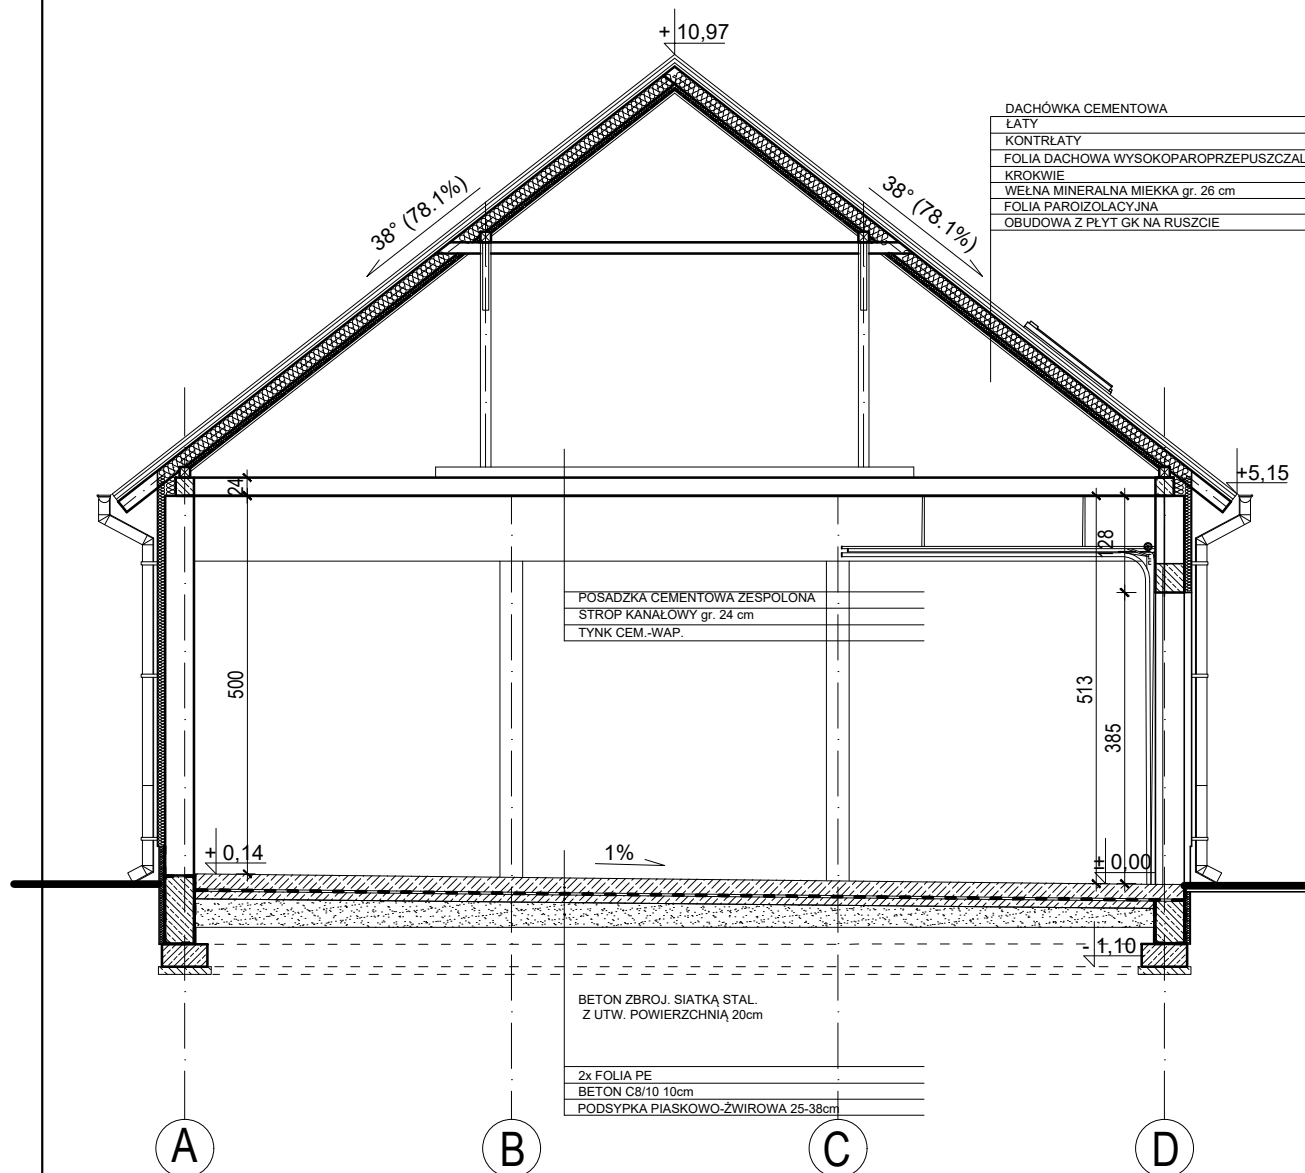 + 10,97
DACHÓWKA CEMENTOWA
ŁATY
KONTRŁATY
FOLIA DACHOWA WYSOKOPAROPRZEPUSZCZAL
KROKWIE
WEŁNA MINERALNA MIEKKA gr. 26 cm
FOLIA PAROIZOLACYJNA
OBUDOWA Z PŁYT GK NA RUSZCIE
38° (78.1%)
38° (78.1%)
+5,15
24
128
POSADZKA CEMENTOWA ZESPOLONA
STROP KANAŁOWY gr. 24 cm
TYNK CEM.-WAP.
500
513
385
+ 0,14
1%
± 0,00
- 1,10
BETON ZBROJ. SIATKĄ STAL.
Z UTW. POWIERZCHNIĄ 20cm
2x FOLIA PE
BETON C8/10 10cm
PODSYPKA PIASKOWO-ŻWIROWA 25-38cm
A
B
C
D